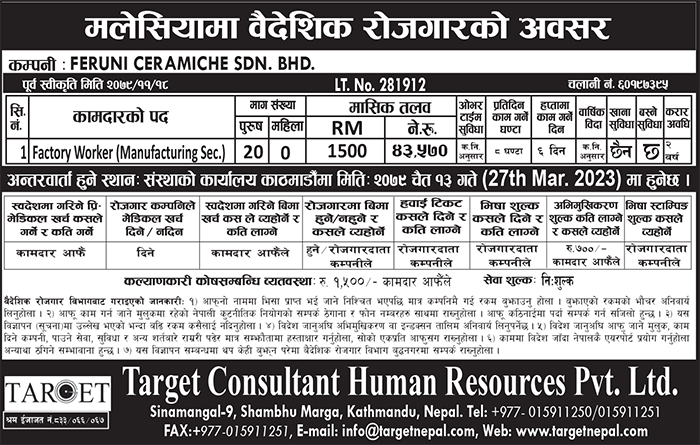 मलेसियामा वैदेशिक रोजगारको अवसर
कम्पनी : FERUNI CERAMICHE SDN. BHD.
पूर्व स्वीकृति मिति २०७९/११/१८ LT. No. 281912 चलानी नं. ६०१९७३९५
सि. नं. कामदारको पद माग संख्या पुरुष महिला मासिक तलव RM ने.रु. ओभर टाईम सुविधा प्रतिदिन काम गर्ने घण्टा हप्तामा काम गर्ने दिन वार्षिक विदा खाना सुविधा बस्ने सुविधा करार अवधि
1 Factory Worker (Manufacturing Sec.) 20 0 1500 ४३,५७० क.नि. अनुसार ८ घण्टा ६ दिन क.नि. अनुसार छैन छ २ वर्ष
अन्तरवार्ता हुने स्थान: संस्थाको कार्यालय काठमाडौंमा मिति: २०७९ चैत १३ गते (27th Mar. 2023) मा हुनेछ ।
स्वदेशमा गरिने प्रि-मेडिकल खर्च कसले गर्ने र कति गर्ने रोजगार कम्पनिले मेडिकल खर्च दिने / नदिने स्वदेशमा गरिने बिमा खर्च कस ले व्यहोर्ने र कति लाग्ने रोजगारमा बिमा हुने/नहुने र कसले गर्ने हवाई टिकट कसले दिने र कति लाग्ने भिषा शुल्क कसले दिने र कति लाग्ने अभिमुखिकरण शुल्क कति लाग्ने र कसले व्यहोर्ने भिषा स्टाम्पिङ शुल्क कसले व्यहोर्ने
कामदार आफैं दिने कामदार आफैंले हुने / रोजगारदाता कम्पनीले रोजगारदाता कम्पनीले रोजगारदाता कम्पनीले रु.७००/- कामदार आफैंले रोजगारदाता कम्पनीले
कल्याणकारी कोषसम्बन्धि व्यवस्था: रु. १,५००/- कामदार आफैंले सेवा शुल्क : नि:शुल्क
वैदेशिक रोजगार विभागबाट गराइएको जानकारी: १) आफ्नो नाममा भिसा प्राप्त भई जाने निश्चित भएपछि मात्र कम्पनिमै गई रकम बुझाउनु होला । बुझाएको रकमको भौचर अनिवार्य
लिनुहोला । २) आफू काम गर्न जाने मुलुकमा रहेको नेपाली कुटनीतिक नियोगको सम्पर्क ठेगाना र फोन नम्बरहरु साथमा राख्नुहोला । आफू कठिनाईमा पर्दा सम्पर्क गर्न सजिलो हुन्छ । ३) यस
विज्ञापन (सूचना)मा उल्लेख भएको भन्दा बढि रकम कसैलाई नदिनुहोला । ४) विदेश जानुअघि अभिमुखिकरण वा इन्डक्सन तालिम अनिवार्य लिनुपर्नेछ । ५) विदेश जानुअघि आफू जाने मुलुक, काम
दिने कम्पनी, पाउने सेवा, सुविधा र अन्य शर्तबारे राम्ररी पढेर मात्र सम्झौतामा हस्ताक्षर गर्नुहोला, सोको एकप्रति आफूसंग राख्नुहोला । ६) काममा विदेश जाँदा नेपालकै एयरपोर्ट प्रयोग गर्नुहोला
अन्यथा ठगिने सम्भावना हुन्छ । ७) यस विज्ञापन सम्बन्धमा थप केही बुझ्न परेमा वैदेशिक रोजगार विभाग बुद्धनगरमा सम्पर्क राख्नुहोला ।
TARGET
श्रम ईजाजत नं.८३३/०६६/०६७
Target Consultant Human Resources Pvt. Ltd.
Sinamangal-9, Shambhu Marga, Kathmandu, Nepal. Tel: +977- 015911250/015911251
FAX:+977-015911251, E-mail: info@targetnepal.com, Web: www.targetnepal.com